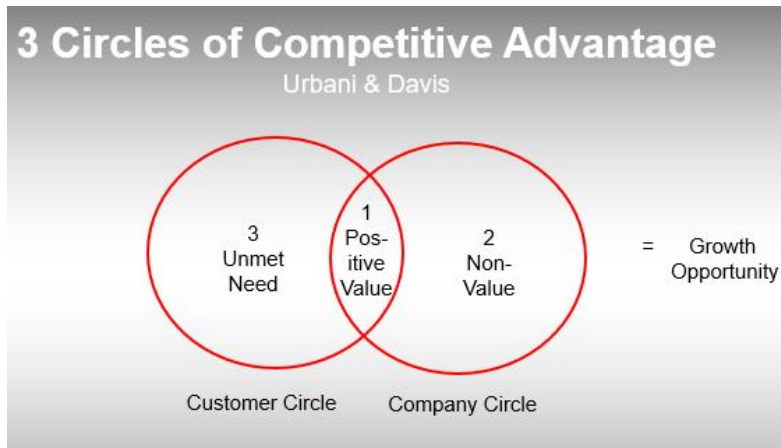 3 Circles of Competitive Advantage
Urbani & Davis
3
Unmet
Need
1
Pos-
itive
Value
2
Non-
Value
= Growth
Opportunity
Customer Circle
Company Circle